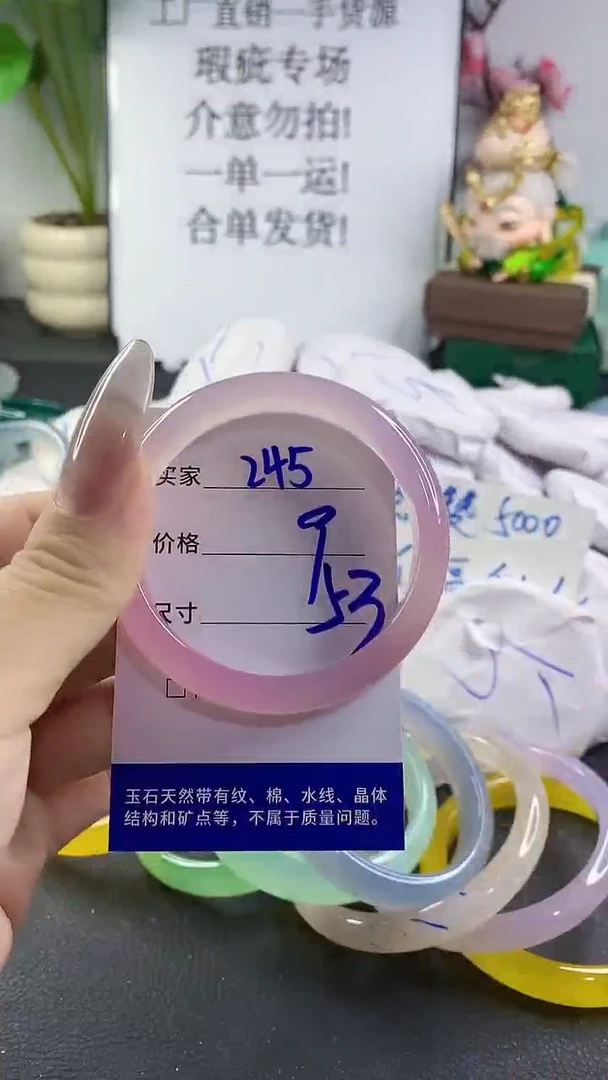 工厂直销一手货源
瑕疵专场
介意勿拍!
一单一运!
合单发货!
买家 245
价格 9
尺寸 53
5000
玉石天然带有纹、棉、水线、晶体
结构和矿点等，不属于质量问题。